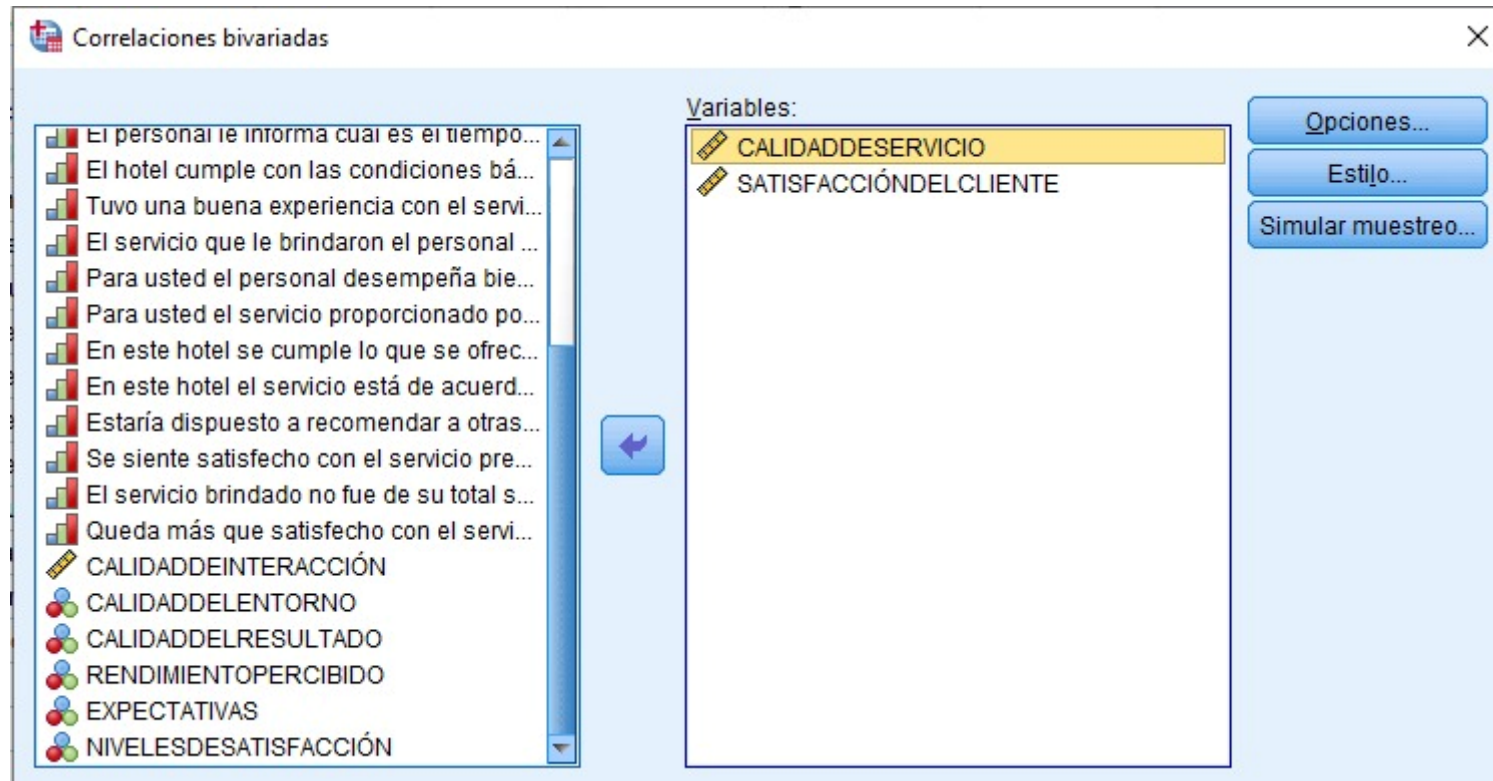 Correlaciones bivariadas
El personal le informa cual es el tiempo...
El hotel cumple con las condiciones bá...
Tuvo una buena experiencia con el servi...
El servicio que le brindaron el personal ...
Para usted el personal desempeña bie...
Para usted el servicio proporcionado po...
En este hotel se cumple lo que se ofrec...
En este hotel el servicio está de acuerd...
Estaría dispuesto a recomendar a otras...
Se siente satisfecho con el servicio pre...
El servicio brindado no fue de su total s...
Queda más que satisfecho con el servi...
CALIDADDEINTERACCIÓN
CALIDADDELENTORNO
CALIDADDELRESULTADO
RENDIMIENTOPERCIBIDO
EXPECTATIVAS
NIVELESDESATISFACCIÓN
Variables:
CALIDADDESERVICIO
SATISFACCIÓNDELCLIENTE
Opciones...
Estilo...
Simular muestreo...